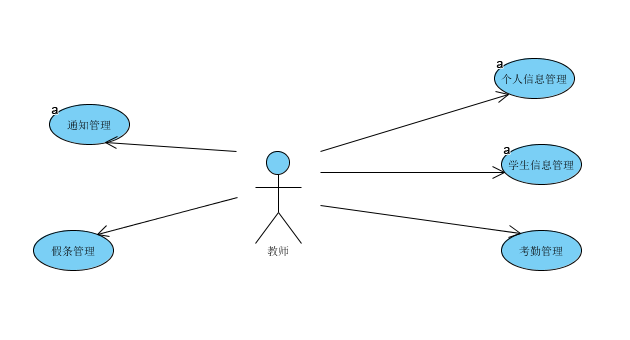 a
个人信息管理
a
通知管理
a
学生信息管理
假条管理
教师
考勤管理